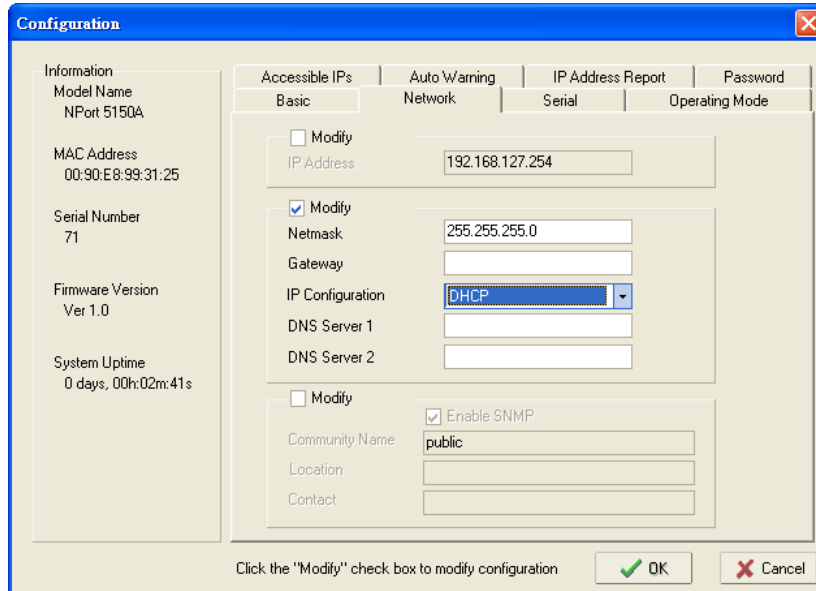 Configuration
Information
Model Name
NPort 5150A
MAC Address
00:90:E8:99:31:25
Serial Number
71
Firmware Version
Ver 1.0
System Uptime
0 days, 00h:02m:41s
Accessible IPs
Auto Warning
IP Address Report
Password
Basic
Network
Serial
Operating Mode
Modify
IP Address
192.168.127.254
Modify
Netmask
255.255.255.0
Gateway
IP Configuration
DHCP
DNS Server 1
DNS Server 2
Modify
Enable SNMP
Community Name
public
Location
Contact
Click the "Modify" check box to modify configuration
OK
Cancel